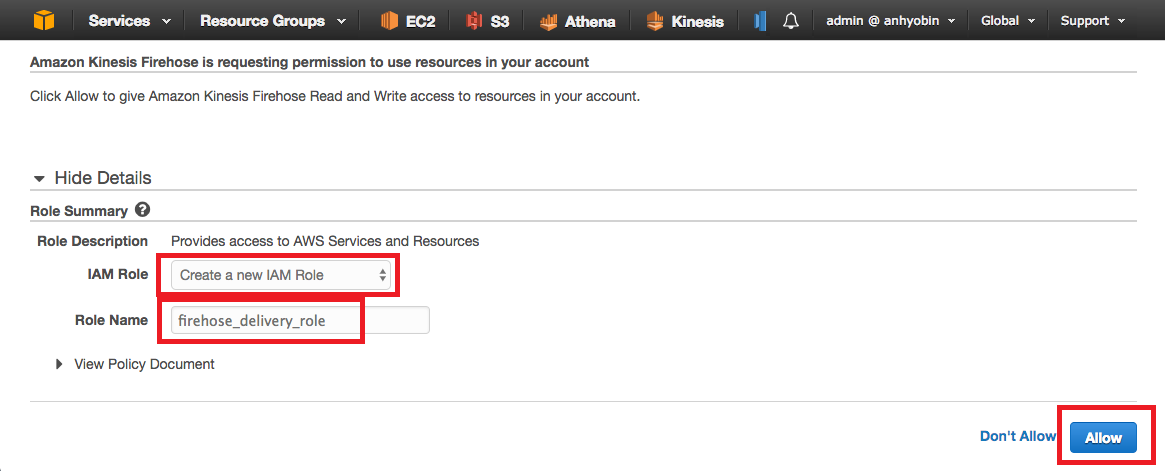 Services Resource Groups EC2 S3 Athena Kinesis admin @ anhyobin Global Support
Amazon Kinesis Firehose is requesting permission to use resources in your account
Click Allow to give Amazon Kinesis Firehose Read and Write access to resources in your account.
Hide Details
Role Summary ?
Role Description Provides access to AWS Services and Resources
IAM Role Create a new IAM Role
Role Name firehose_delivery_role
View Policy Document
Don't Allow Allow